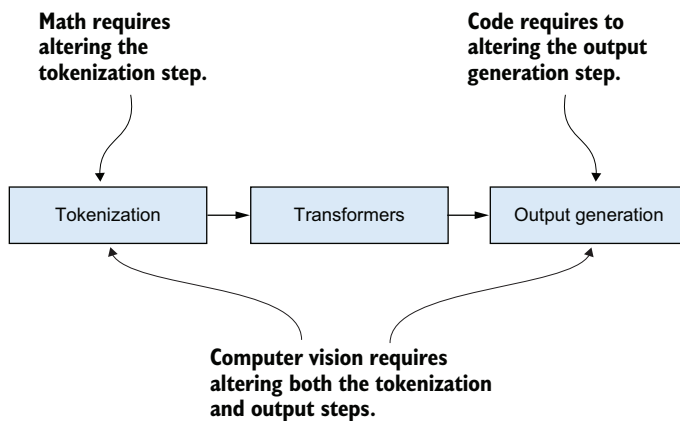 Math requires
altering the
tokenization step.
Code requires to
altering the output
generation step.
Tokenization
Transformers
Output generation
Computer vision requires
altering both the tokenization
and output steps.